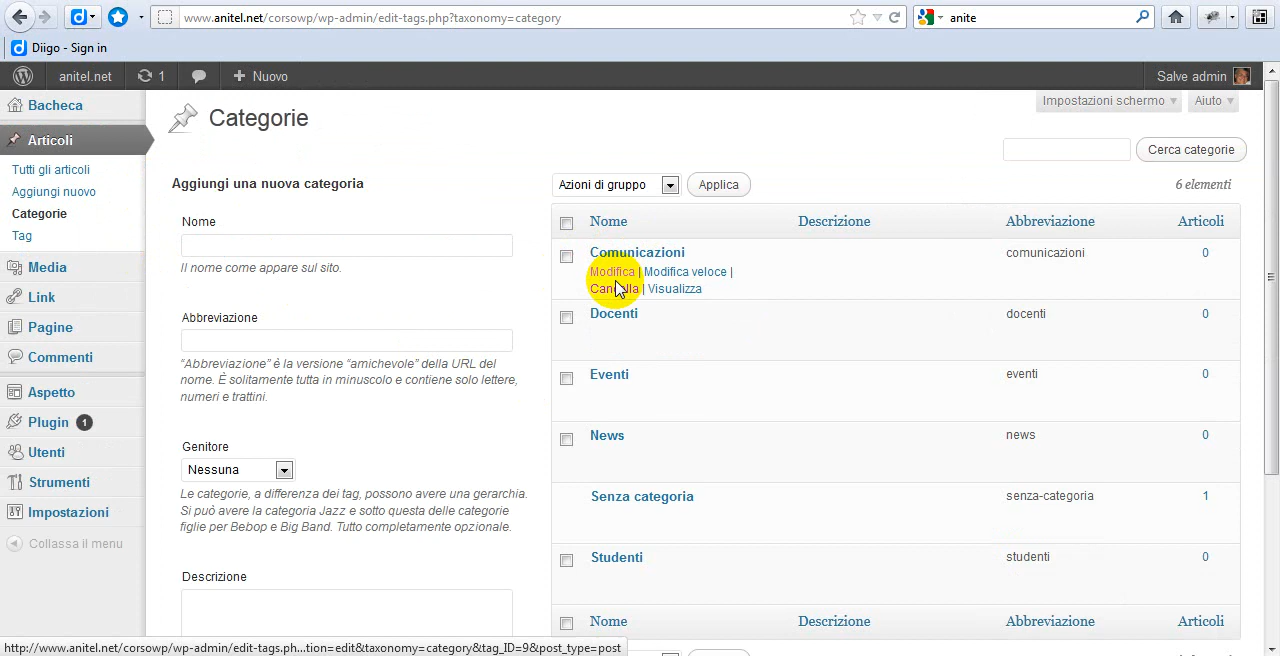 www.anitel.net/corsowp/wp-admin/edit-tags.php?taxonomy=category
anite
Diigo - Sign in
anitel.net
1
Nuovo
Salve admin
Bacheca
Articoli
Tutti gli articoli
Aggiungi nuovo
Categorie
Tag
Media
Link
Pagine
Commenti
Aspetto
Plugin 1
Utenti
Strumenti
Impostazioni
Collassa il menu
Categorie
Impostazioni schermo
Aiuto
Cerca categorie
Aggiungi una nuova categoria
Nome
Il nome come appare sul sito.
Abbreviazione
“Abbreviazione” è la versione “amichevole” della URL del
nome. È solitamente tutta in minuscolo e contiene solo lettere,
numeri e trattini.
Genitore
Nessuna
Le categorie, a differenza dei tag, possono avere una gerarchia.
Si può avere la categoria Jazz e sotto questa delle categorie
figlie per Bebop e Big Band. Tutto completamente opzionale.
Descrizione
Azioni di gruppo
Applica
6 elementi
Nome Descrizione Abbreviazione Articoli
Comunicazioni comunicazioni 0
Modifica | Modifica veloce |
Cancella | Visualizza
Docenti docenti 0
Eventi eventi 0
News news 0
Senza categoria senza-categoria 1
Studenti studenti 0
Nome Descrizione Abbreviazione Articoli
http://www.anitel.net/corsowp/wp-admin/edit-tags.ph...tion=edit&taxonomy=category&tag_ID=9&post_type=post